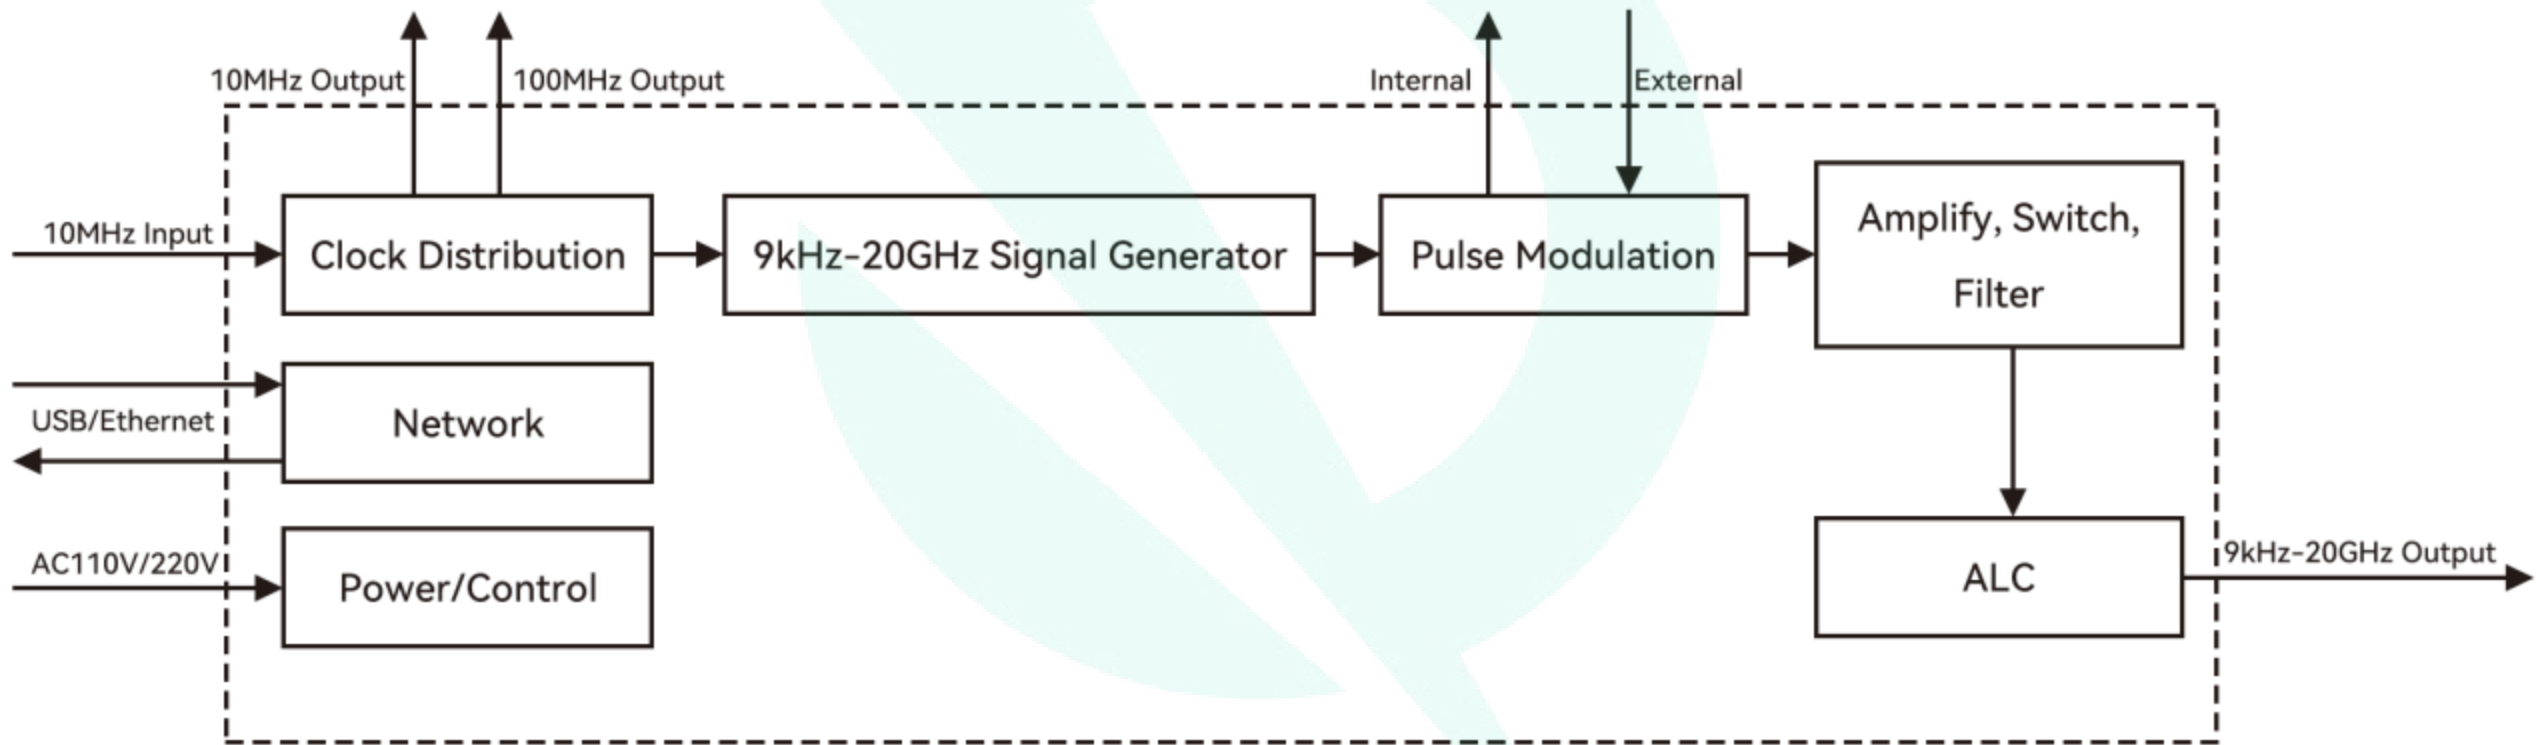 10MHz Output
100MHz Output
Internal
External
10MHz Input
Clock Distribution
9kHz-20GHz Signal Generator
Pulse Modulation
Amplify, Switch,
Filter
USB/Ethernet
Network
AC110V/220V
Power/Control
ALC
9kHz-20GHz Output